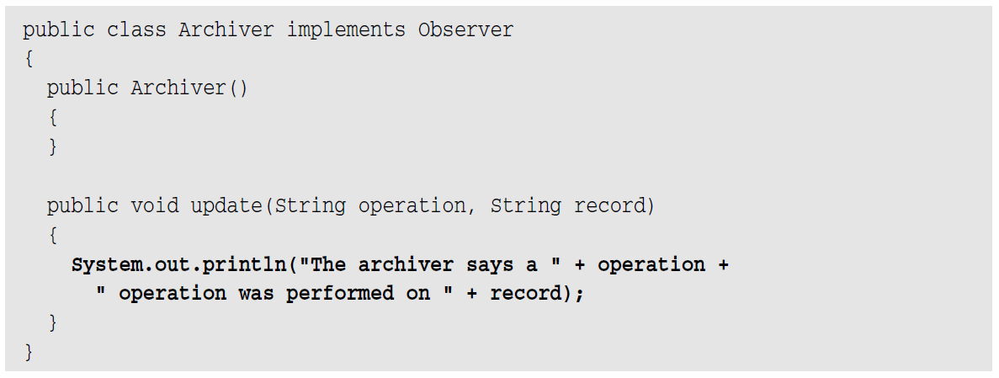 public class Archiver implements Observer
{
  public Archiver()
  {
  }

  public void update(String operation, String record)
  {
    System.out.println("The archiver says a " + operation +
      " operation was performed on " + record);
  }
}